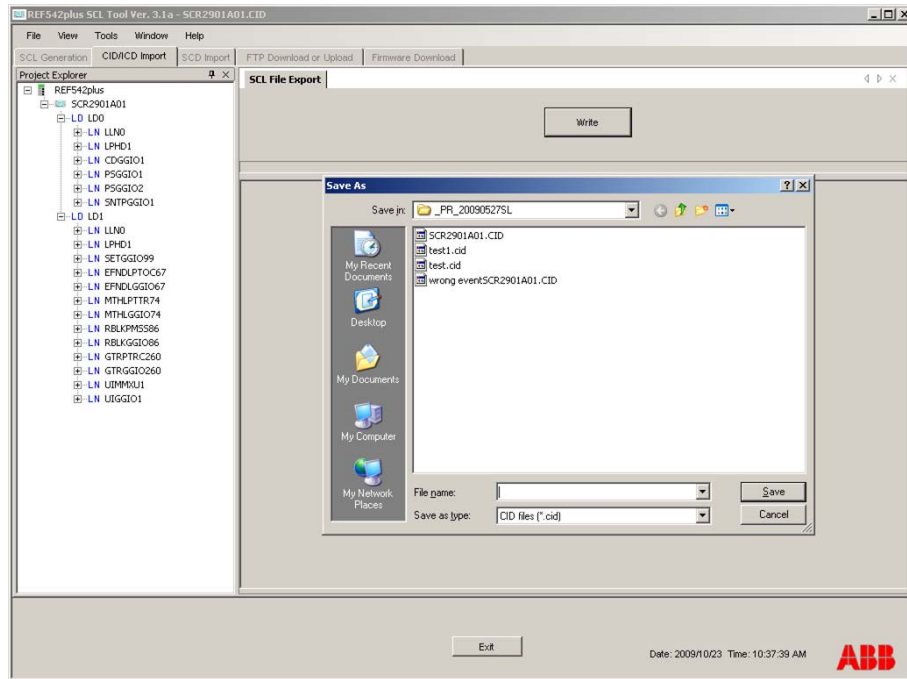 REF542plus SCL Tool Ver. 3.1a - SCR2901A01.CID
File View Tools Window Help
SCL Generation CID/ICD Import SCD Import FTP Download or Upload Firmware Download
Project Explorer
SCL File Export
REF542plus
SCR2901A01
LD LD0
LN LLN0
LN LPHD1
LN CDGGIO1
LN PSGGIO1
LN PSGGIO2
LN SNTPGGIO1
LD LD1
LN LLN0
LN LPHD1
LN SETGGIO99
LN EFNDLPTOC67
LN EFNDLGGIO67
LN MTHLPTTR74
LN MTHLGGIO74
LN RBLKPMSS86
LN RBLKGGIO86
LN GTRPTRC260
LN GTRGGIO260
LN UIMMXU1
LN UIGGIO1
Write
Save As
Save in: _PR_20090527SL
My Recent Documents
Desktop
My Documents
My Computer
My Network Places
SCR2901A01.CID
test1.cid
test.cid
wrong eventSCR2901A01.CID
File name: Save
Save as type: CID files (*.cid) Cancel
Exit
Date: 2009/10/23 Time: 10:37:39 AM
ABB